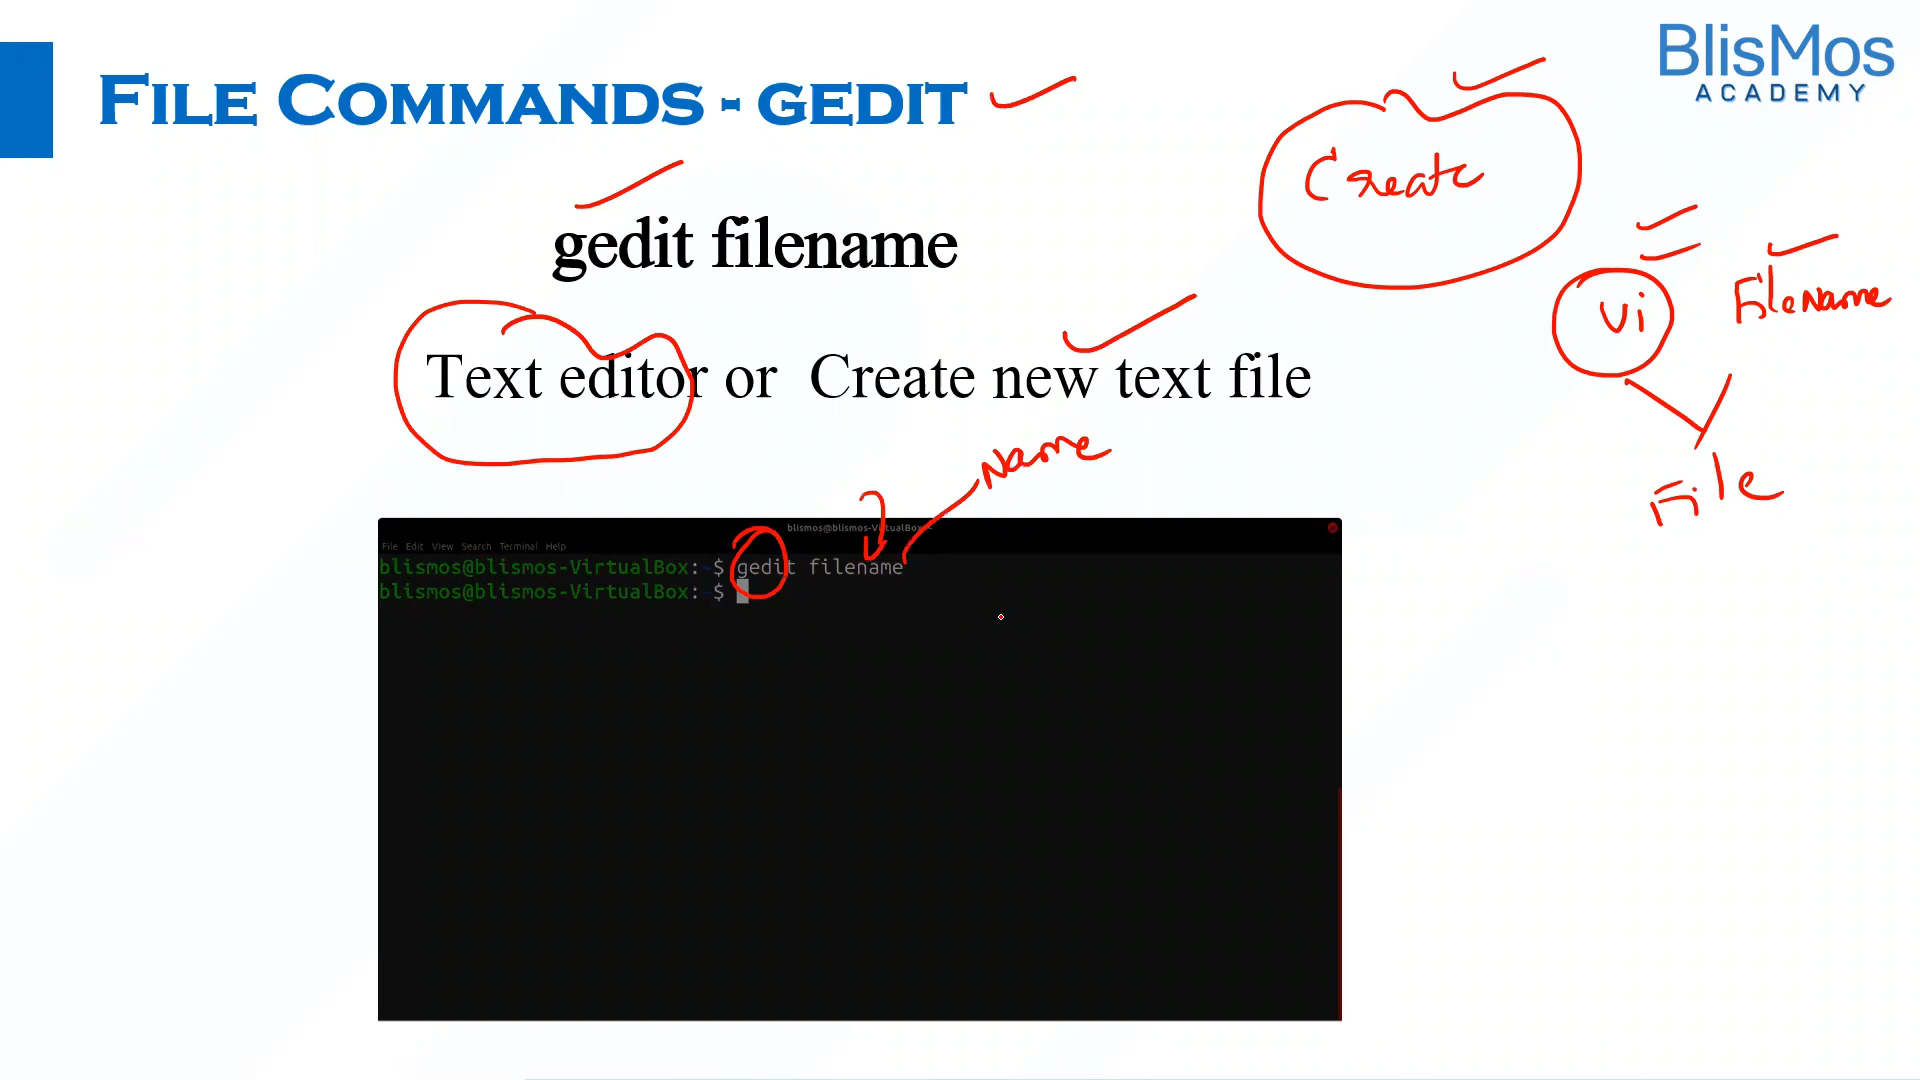 BlisMos
ACADEMY
FILE COMMANDS - GEDIT
Create
gedit filename
Vi FileName
Text editor or Create new text file
Name
File
blismos@blismos-VirtualBox: ~
File Edit View Search Terminal Help
blismos@blismos-VirtualBox:~$ gedit filename
blismos@blismos-VirtualBox:~$